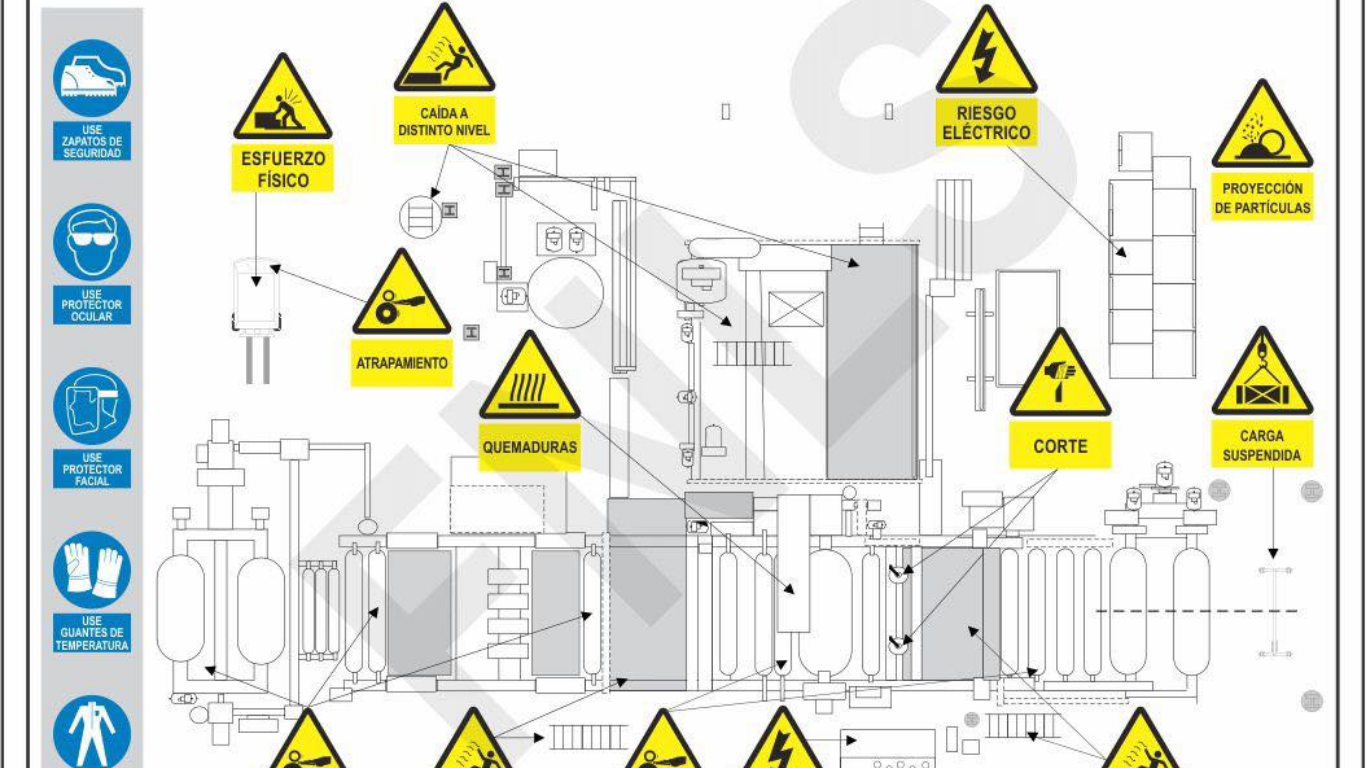 USE
ZAPATOS DE
SEGURIDAD
USE
PROTECTOR
OCULAR
USE
PROTECTOR
FACIAL
USE
GUANTES DE
TEMPERATURA
ESFUERZO
FÍSICO
CAÍDA A
DISTINTO NIVEL
RIESGO
ELÉCTRICO
PROYECCIÓN
DE PARTÍCULAS
ATRAPAMIENTO
QUEMADURAS
CORTE
CARGA
SUSPENDIDA